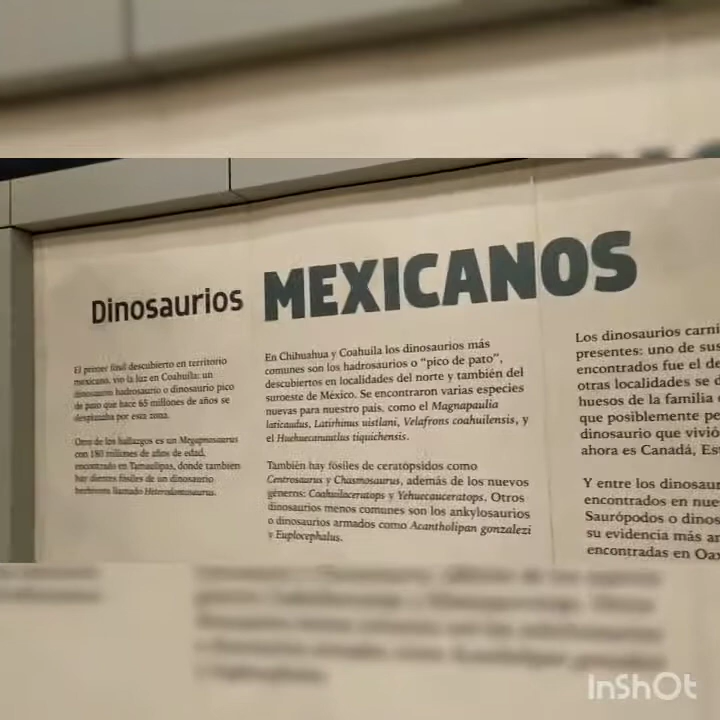 Dinosaurios MEXICANOS
El primer fósil descubierto en territorio
mexicano, vio la luz en Coahuila: un
dinosaurio hadrosaurio o dinosaurio pico
de pato que hace 65 millones de años se
desplazaba por esta zona.
Otro de los hallazgos es un Megapnosaurus
con 180 millones de años de edad,
encontrado en Tamaulipas, donde también
hay dientes fósiles de un dinosaurio
herbívoro llamado Heterodontosaurus.
En Chihuahua y Coahuila los dinosaurios más
comunes son los hadrosaurios o "pico de pato",
descubiertos en localidades del norte y también del
suroeste de México. Se encontraron varias especies
nuevas para nuestro país, como el Magnapaulia
laticaudus, Latirhinus uistlani, Velafrons coahuilensis, y
el Huehuecanauhtlus tiquichensis.
También hay fósiles de ceratópsidos como
Centrosaurus y Chasmosaurus, además de los nuevos
géneros: Coahuilaceratops y Yehuecauceratops. Otros
dinosaurios menos comunes son los ankylosaurios
o dinosaurios armados como Acantholipan gonzalezi
y Euplocephalus.
Los dinosaurios carni
presentes: uno de sus
encontrados fue el de
otras localidades se d
huesos de la familia
que posiblemente pe
dinosaurio que vivió
ahora es Canadá, Est
Y entre los dinosaur
encontrados en nue
Saurópodos o dinos
su evidencia más an
encontradas en Oax
InShOt